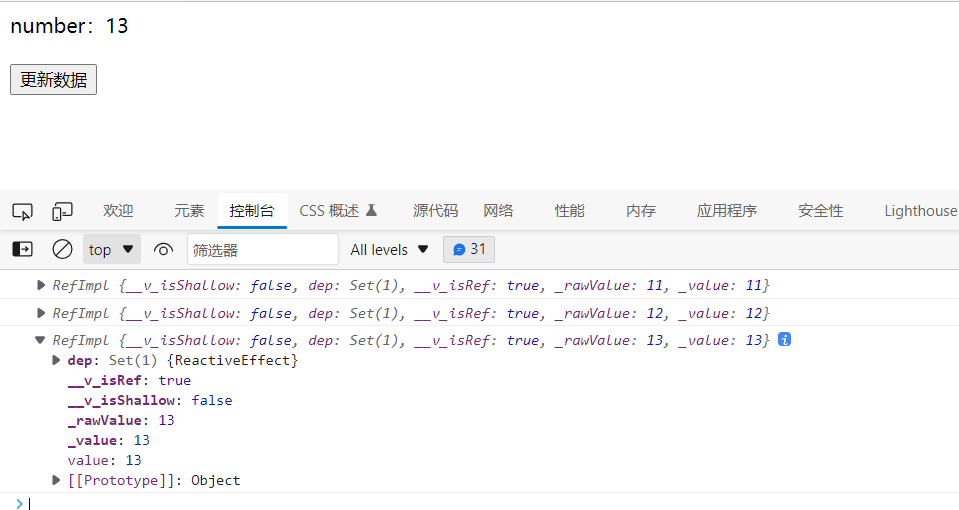 number：13
更新数据
欢迎 元素 控制台 CSS 概述 源代码 网络 性能 内存 应用程序 安全性 Lighthouse
top 筛选器 All levels 31
RefImpl {__v_isShallow: false, dep: Set(1), __v_isRef: true, _rawValue: 11, _value: 11}
RefImpl {__v_isShallow: false, dep: Set(1), __v_isRef: true, _rawValue: 12, _value: 12}
RefImpl {__v_isShallow: false, dep: Set(1), __v_isRef: true, _rawValue: 13, _value: 13}
dep: Set(1) {ReactiveEffect}
__v_isRef: true
__v_isShallow: false
_rawValue: 13
_value: 13
value: 13
[[Prototype]]: Object